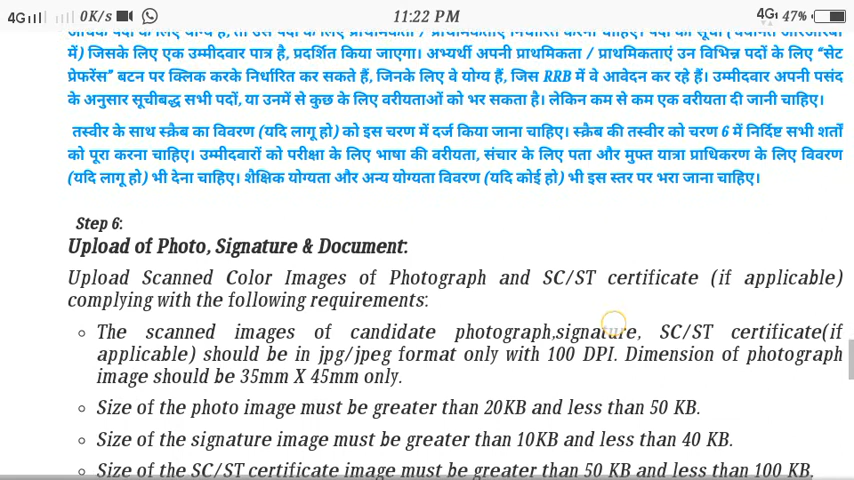 4G 0K/s 11:22 PM 4G 47%
में) जिसके लिए एक उम्मीदवार पात्र है, प्रदर्शित किया जाएगा। अभ्यर्थी अपनी प्राथमिकता / प्राथमिकताएं उन विभिन्न पदों के लिए “सेट
प्रेफरेंस” बटन पर क्लिक करके निर्धारित कर सकते हैं, जिनके लिए वे योग्य हैं, जिस RRB में वे आवेदन कर रहे हैं। उम्मीदवार अपनी पसंद
के अनुसार सूचीबद्ध सभी पदों, या उनमें से कुछ के लिए वरीयताओं को भर सकता है। लेकिन कम से कम एक वरीयता दी जानी चाहिए।
तस्वीर के साथ स्क्रैब का विवरण (यदि लागू हो) को इस चरण में दर्ज किया जाना चाहिए। स्क्रैब की तस्वीर को चरण 6 में निर्दिष्ट सभी शर्तों
को पूरा करना चाहिए। उम्मीदवारों को परीक्षा के लिए भाषा की वरीयता, संचार के लिए पता और मुफ्त यात्रा प्राधिकरण के लिए विवरण
(यदि लागू हो) भी देना चाहिए। शैक्षिक योग्यता और अन्य योग्यता विवरण (यदि कोई हो) भी इस स्तर पर भरा जाना चाहिए।
Step 6:
Upload of Photo, Signature & Document:
Upload Scanned Color Images of Photograph and SC/ST certificate (if applicable)
complying with the following requirements:
The scanned images of candidate photograph,signature, SC/ST certificate(if
applicable) should be in jpg/jpeg format only with 100 DPI. Dimension of photograph
image should be 35mm X 45mm only.
Size of the photo image must be greater than 20KB and less than 50 KB.
Size of the signature image must be greater than 10KB and less than 40 KB.
Size of the SC/ST certificate image must be greater than 50 KB and less than 100 KB.